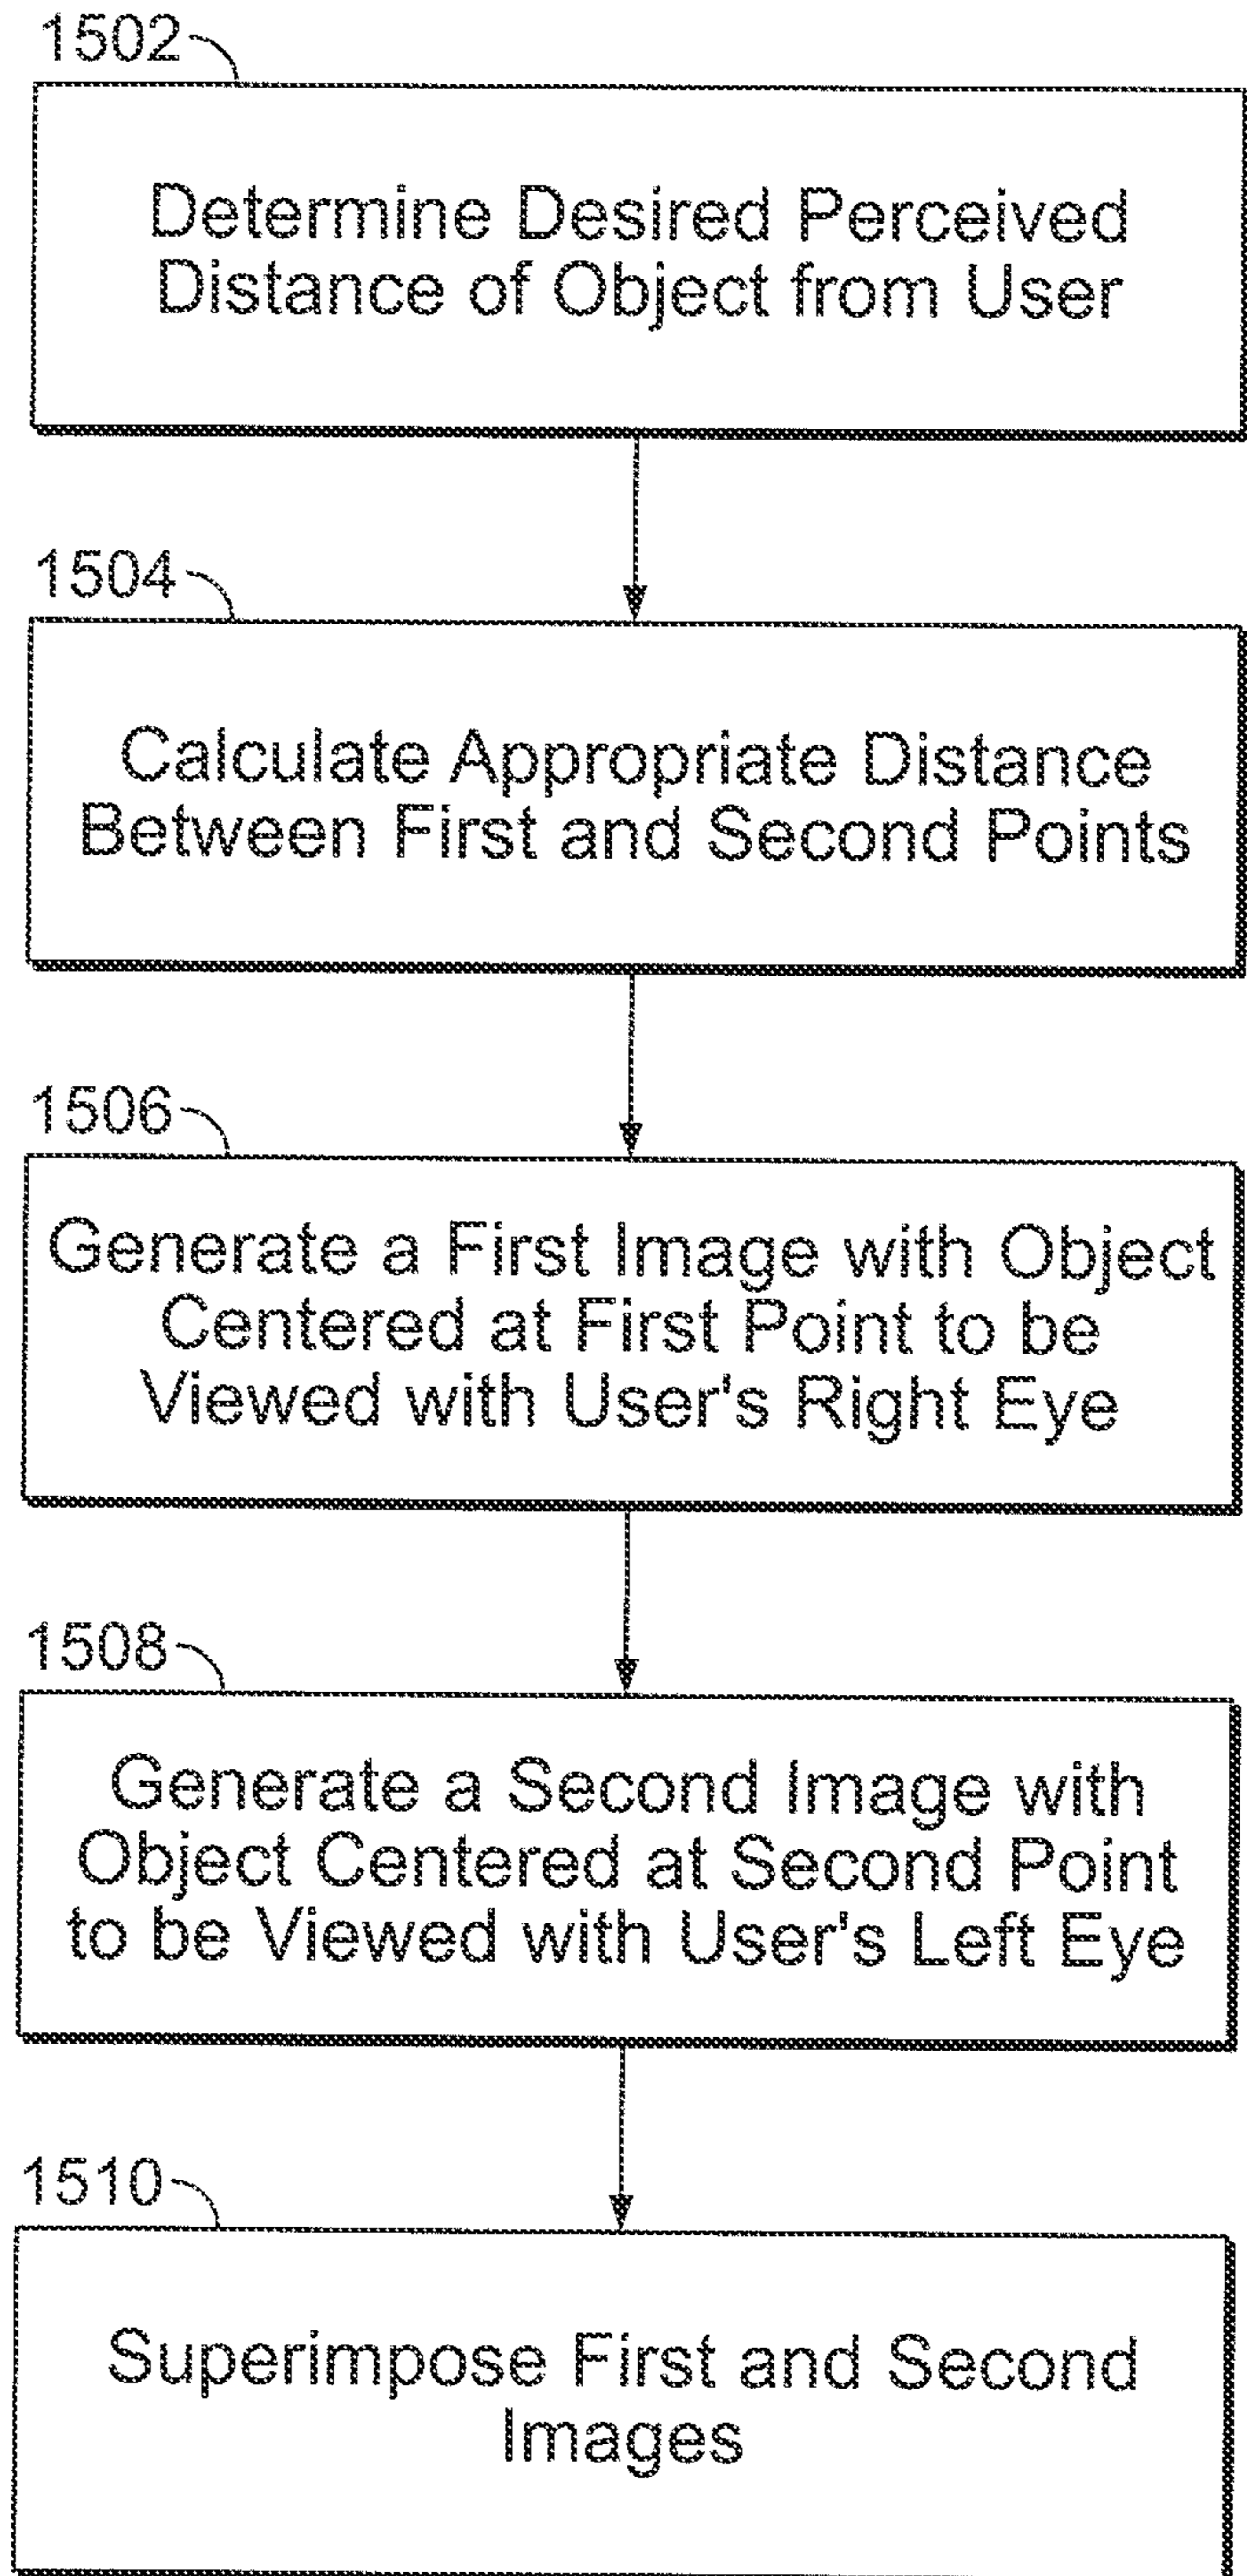 1502
Determine Desired Perceived
Distance of Object from User
1504
Calculate Appropriate Distance
Between First and Second Points
1506
Generate a First Image with Object
Centered at First Point to be
Viewed with User's Right Eye
1508
Generate a Second Image with
Object Centered at Second Point
to be Viewed with User's Left Eye
1510
Superimpose First and Second
Images